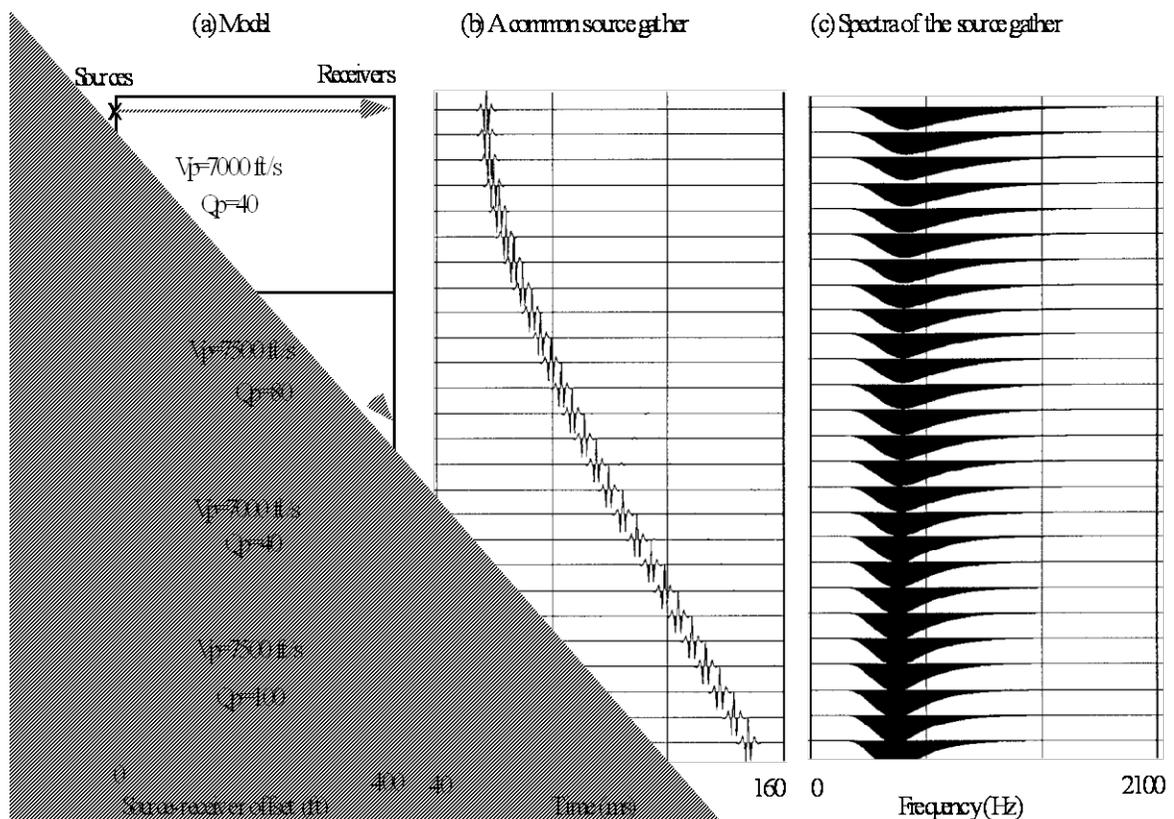 (a) Model
(b) A common source gather
(c) Spectra of the source gather
Sources
Receivers
Vp=7000 ft/s
Qp=40
Vp=7500 ft/s
Qp=80
Vp=7000 ft/s
Qp=40
Vp=7500 ft/s
Qp=100
0
400
40
160
0
2100
Source-receiver offset (ft)
Time (ms)
Frequency (Hz)